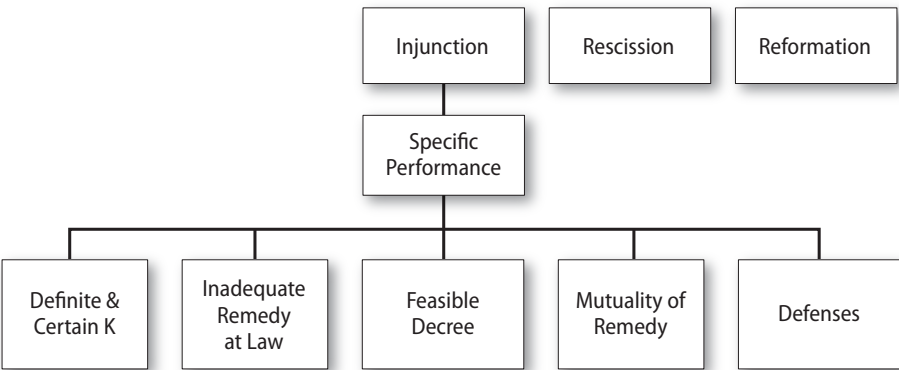 Injunction
Rescission
Reformation
Specific
Performance
Definite &
Certain K
Inadequate
Remedy
at Law
Feasible
Decree
Mutuality of
Remedy
Defenses